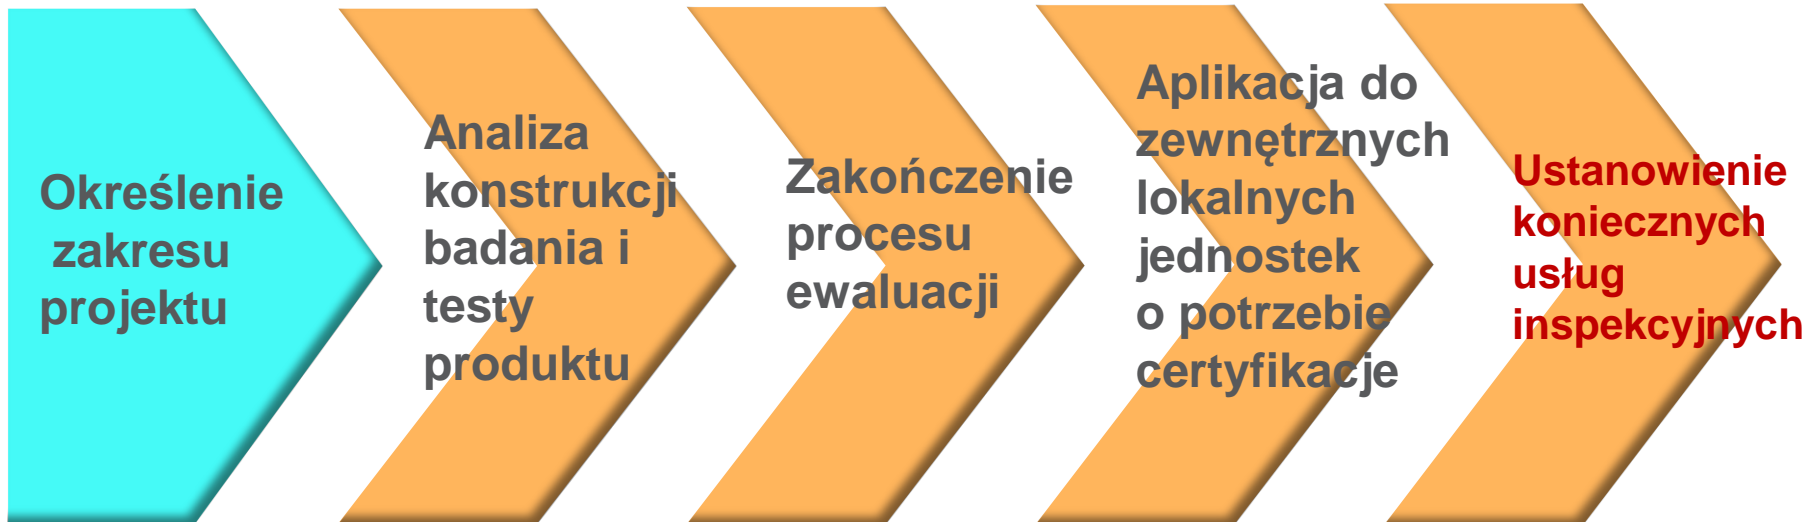 Określenie
zakresu
projektu
Analiza
konstrukcji
badania i
testy
produktu
Zakończenie
procesu
ewaluacji
Aplikacja do
zewnętrznych
lokalnych
jednostek
o potrzebie
certyfikacje
Ustanowienie
koniecznych
usług
inspekcyjnych